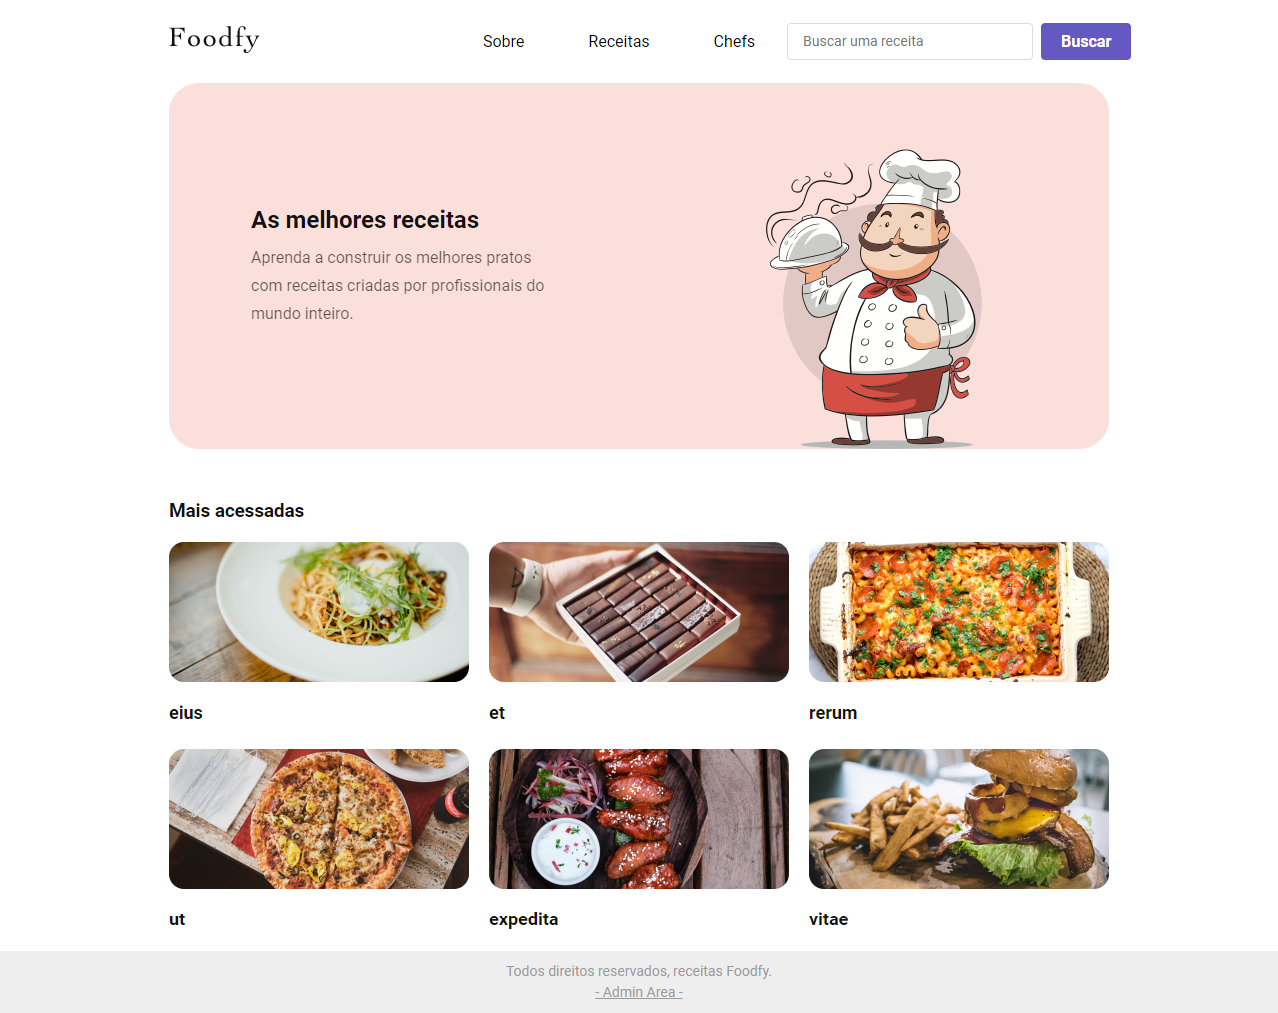 Foodfy
Sobre
Receitas
Chefs
Buscar uma receita
Buscar
As melhores receitas
Aprenda a construir os melhores pratos
com receitas criadas por profissionais do
mundo inteiro.
Mais acessadas
eius
et
rerum
ut
expedita
vitae
Todos direitos reservados, receitas Foodfy.
- Admin Area -